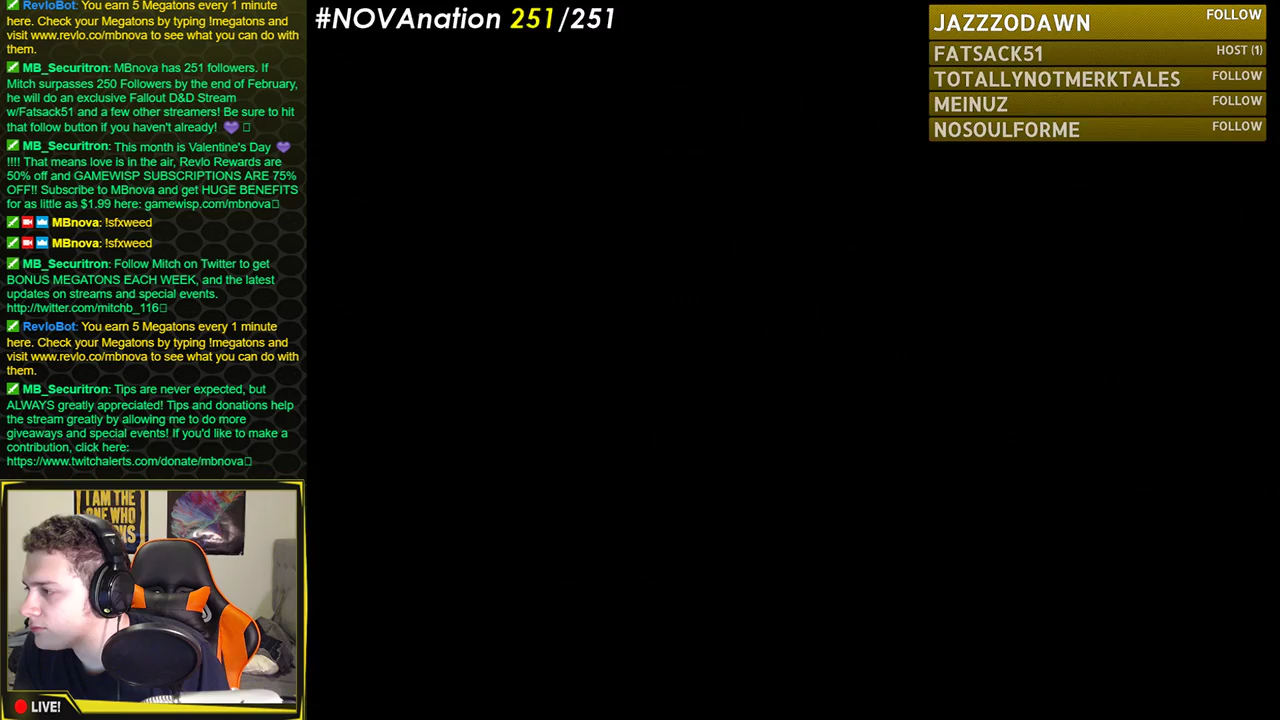 RevloBot: You earn 5 Megatons every 1 minute
here. Check your Megatons by typing !megatons and
visit www.revlo.co/mbnova to see what you can do with
them.
MB_Securitron: MBnova has 251 followers. If
Mitch surpasses 250 Followers by the end of February,
he will do an exclusive Fallout D&D Stream
w/Fatsack51 and a few other streamers! Be sure to hit
that follow button if you haven't already!
MB_Securitron: This month is Valentine's Day
!!!! That means love is in the air, Revlo Rewards are
50% off and GAMEWISP SUBSCRIPTIONS ARE 75%
OFF!! Subscribe to MBnova and get HUGE BENEFITS
for as little as $1.99 here: gamewisp.com/mbnova
MBnova: !sfxweed
MBnova: !sfxweed
MB_Securitron: Follow Mitch on Twitter to get
BONUS MEGATONS EACH WEEK, and the latest
updates on streams and special events.
http://twitter.com/mitchb_116
RevloBot: You earn 5 Megatons every 1 minute
here. Check your Megatons by typing !megatons and
visit www.revlo.co/mbnova to see what you can do with
them.
MB_Securitron: Tips are never expected, but
ALWAYS greatly appreciated! Tips and donations help
the stream greatly by allowing me to do more
giveaways and special events! If you'd like to make a
contribution, click here:
https://www.twitchalerts.com/donate/mbnova
I AM THE
ONE WHO
LIVE!
#NOVAnation 251/251
JAZZZODAWN FOLLOW
FATSACK51 HOST (1)
TOTALLYNOTMERKTALES FOLLOW
MEINUZ FOLLOW
NOSOULFORME FOLLOW